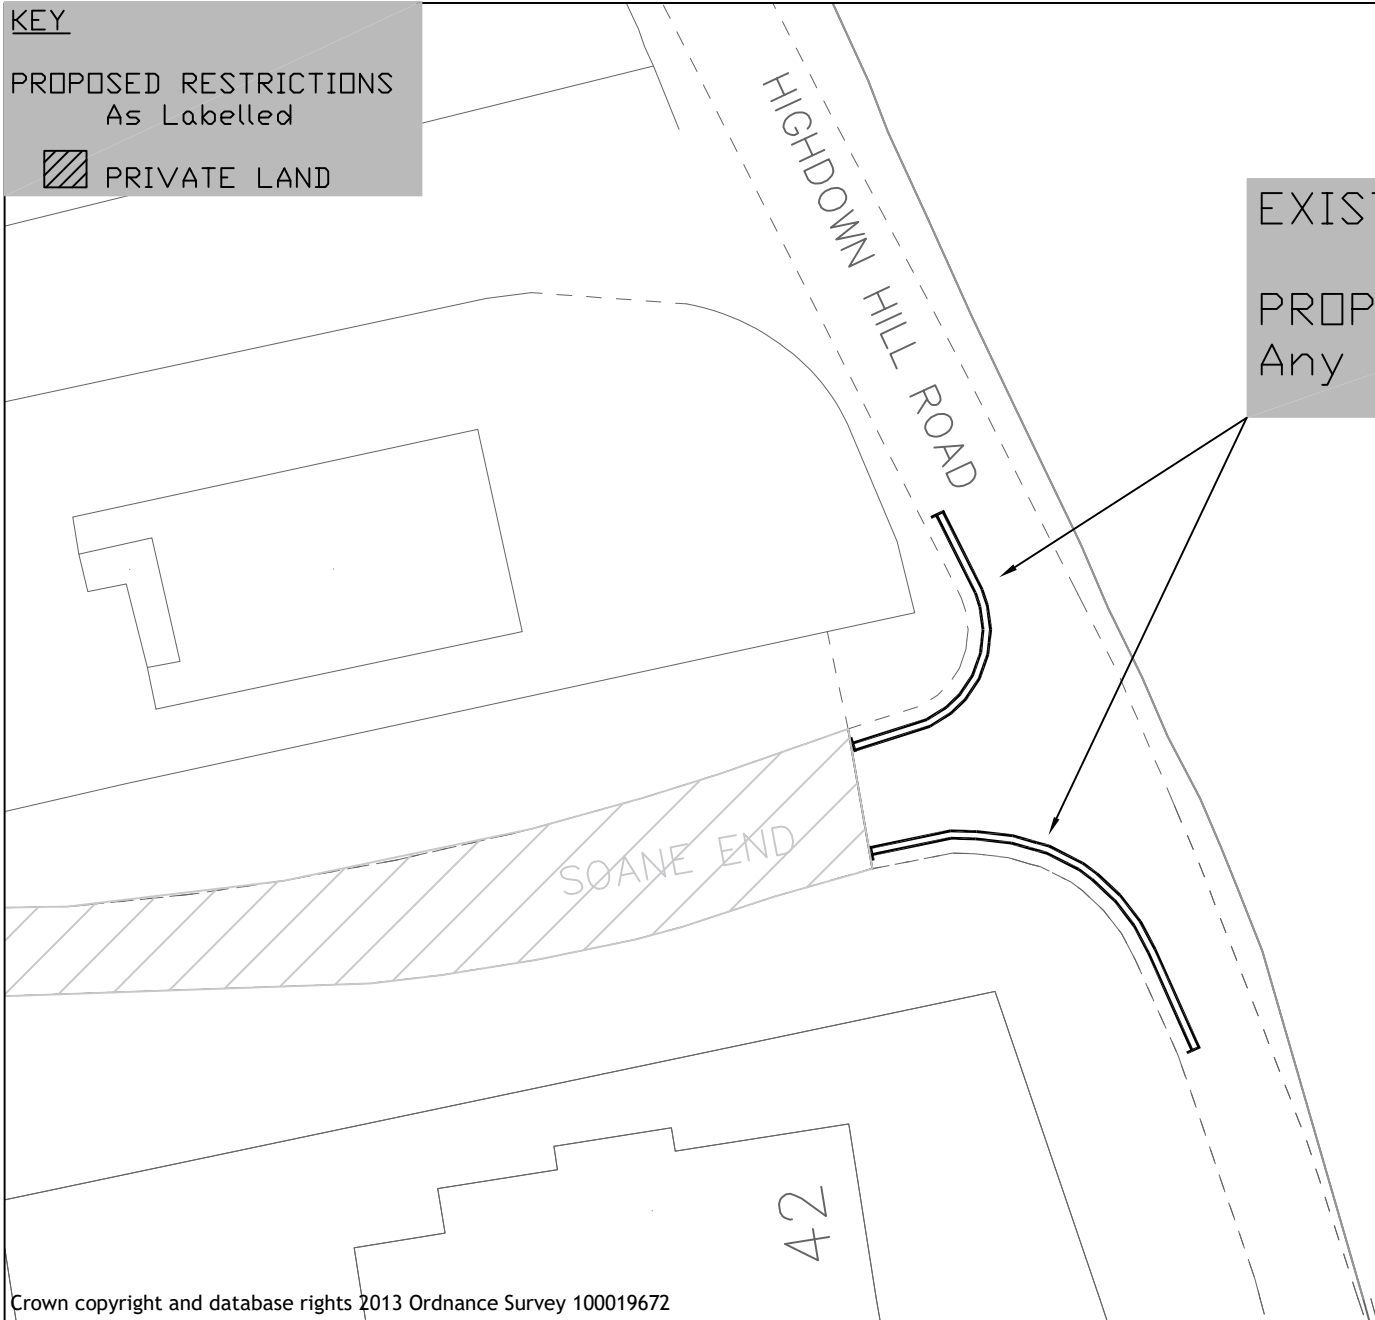 KEY
PROPOSED RESTRICTIONS
As Labelled
PRIVATE LAND
HIGHDOWN HILL ROAD
PROP
Any
SOANE END
42
Crown copyright and database rights 2013 Ordnance Survey 100019672